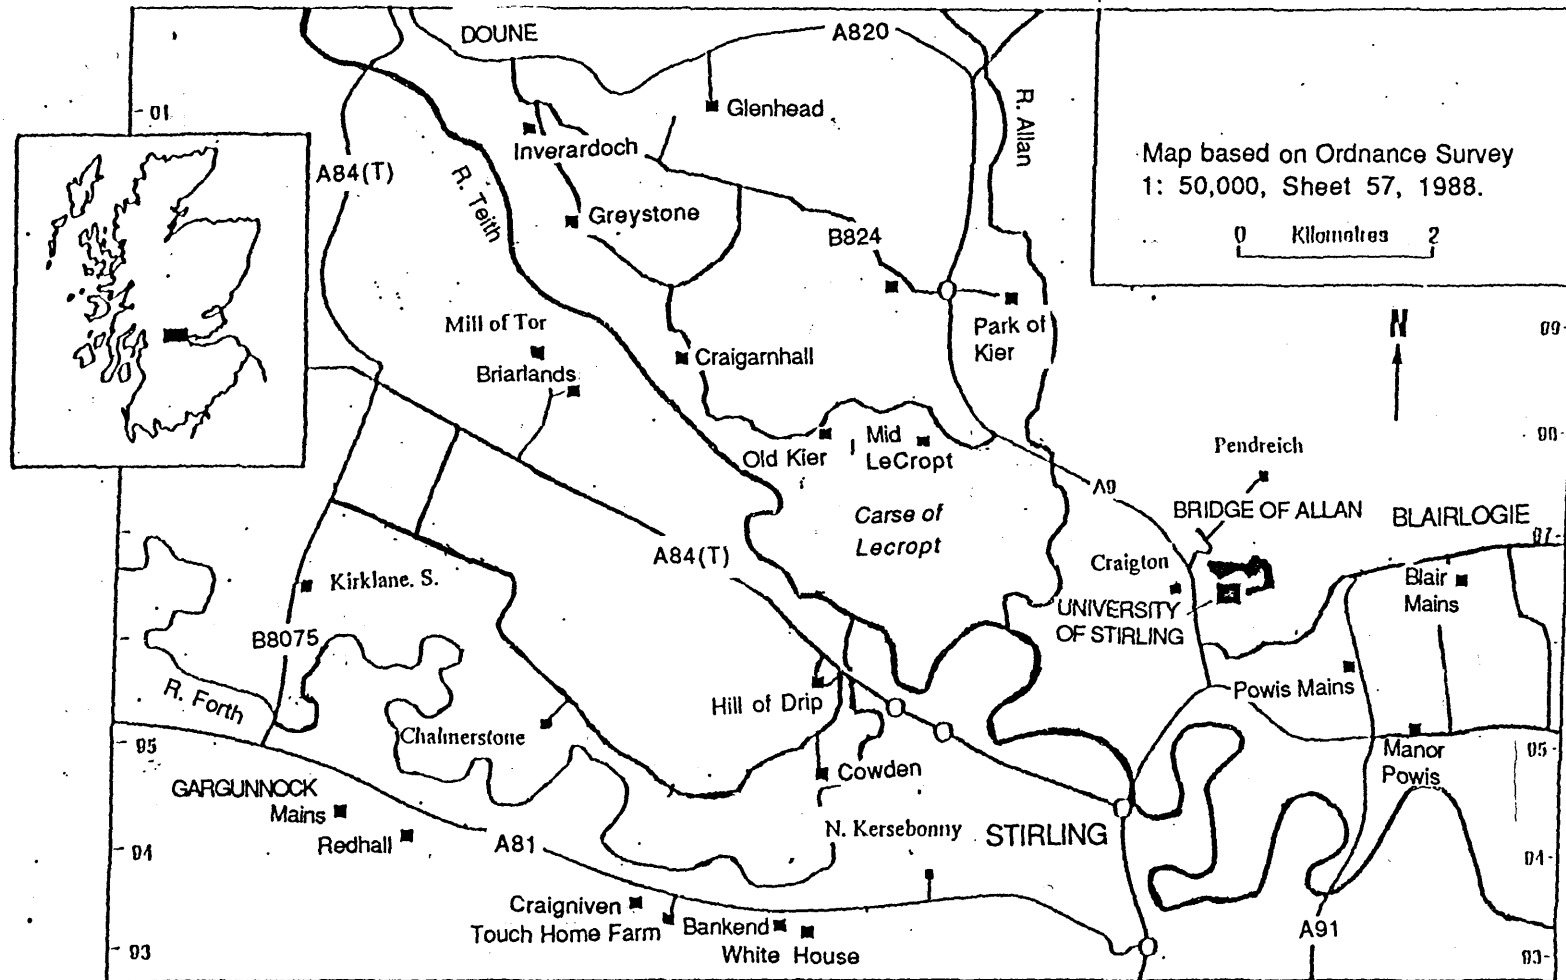 DOUNE
A820
01
Glenhead
R. Allan
Map based on Ordnance Survey
1: 50,000, Sheet 57, 1988.
0 Kilometres 2
Inverardoch
A84(T)
R. Teith
Greystone
B824
N
Mill of Tor
Park of
Kier
09
Craigarnhall
Briarlands
Old Kier
Mid
LeCropt
Pendreich
08
A9
BRIDGE OF ALLAN
BLAIRLOGIE
Carse of
Lecropt
07
A84(T)
Craigton
Blair
Mains
Kirklane. S.
UNIVERSITY
OF STIRLING
B8075
R. Forth
Hill of Drip
Powis Mains
Chalmerstone
05
Manor
Powis
05
GARGUNNOCK
Mains
Cowden
Redhall
A81
N. Kersebonny
STIRLING
04
04
Craigniven
Touch Home Farm
Bankend
White House
A91
03
03